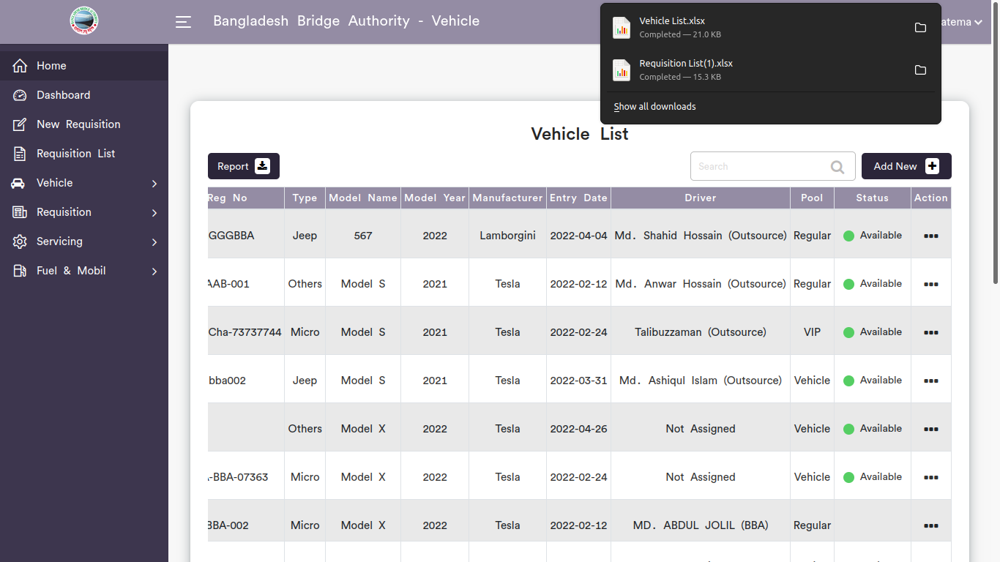 Bangladesh Bridge Authority - Vehicle
atema
Vehicle List.xlsx
Completed — 21.0 KB
Requisition List(1).xlsx
Completed — 15.3 KB
Show all downloads
Home
Dashboard
New Requisition
Requisition List
Vehicle
Requisition
Servicing
Fuel & Mobil
Vehicle List
Report
Search
Add New
Reg No Type Model Name Model Year Manufacturer Entry Date Driver Pool Status Action
GGGBBA Jeep 567 2022 Lamborgini 2022-04-04 Md. Shahid Hossain (Outsource) Regular Available
AAB-001 Others Model S 2021 Tesla 2022-02-12 Md. Anwar Hossain (Outsource) Regular Available
Cha-73737744 Micro Model S 2021 Tesla 2022-02-24 Talibuzzaman (Outsource) VIP Available
bba002 Jeep Model S 2021 Tesla 2022-03-31 Md. Ashiqul Islam (Outsource) Vehicle Available
Others Model X 2022 Tesla 2022-04-26 Not Assigned Vehicle Available
-BBA-07363 Micro Model X 2022 Tesla 2022-02-24 Not Assigned Vehicle Available
BBA-002 Micro Model X 2022 Tesla 2022-02-12 MD. ABDUL JOLIL (BBA) Regular